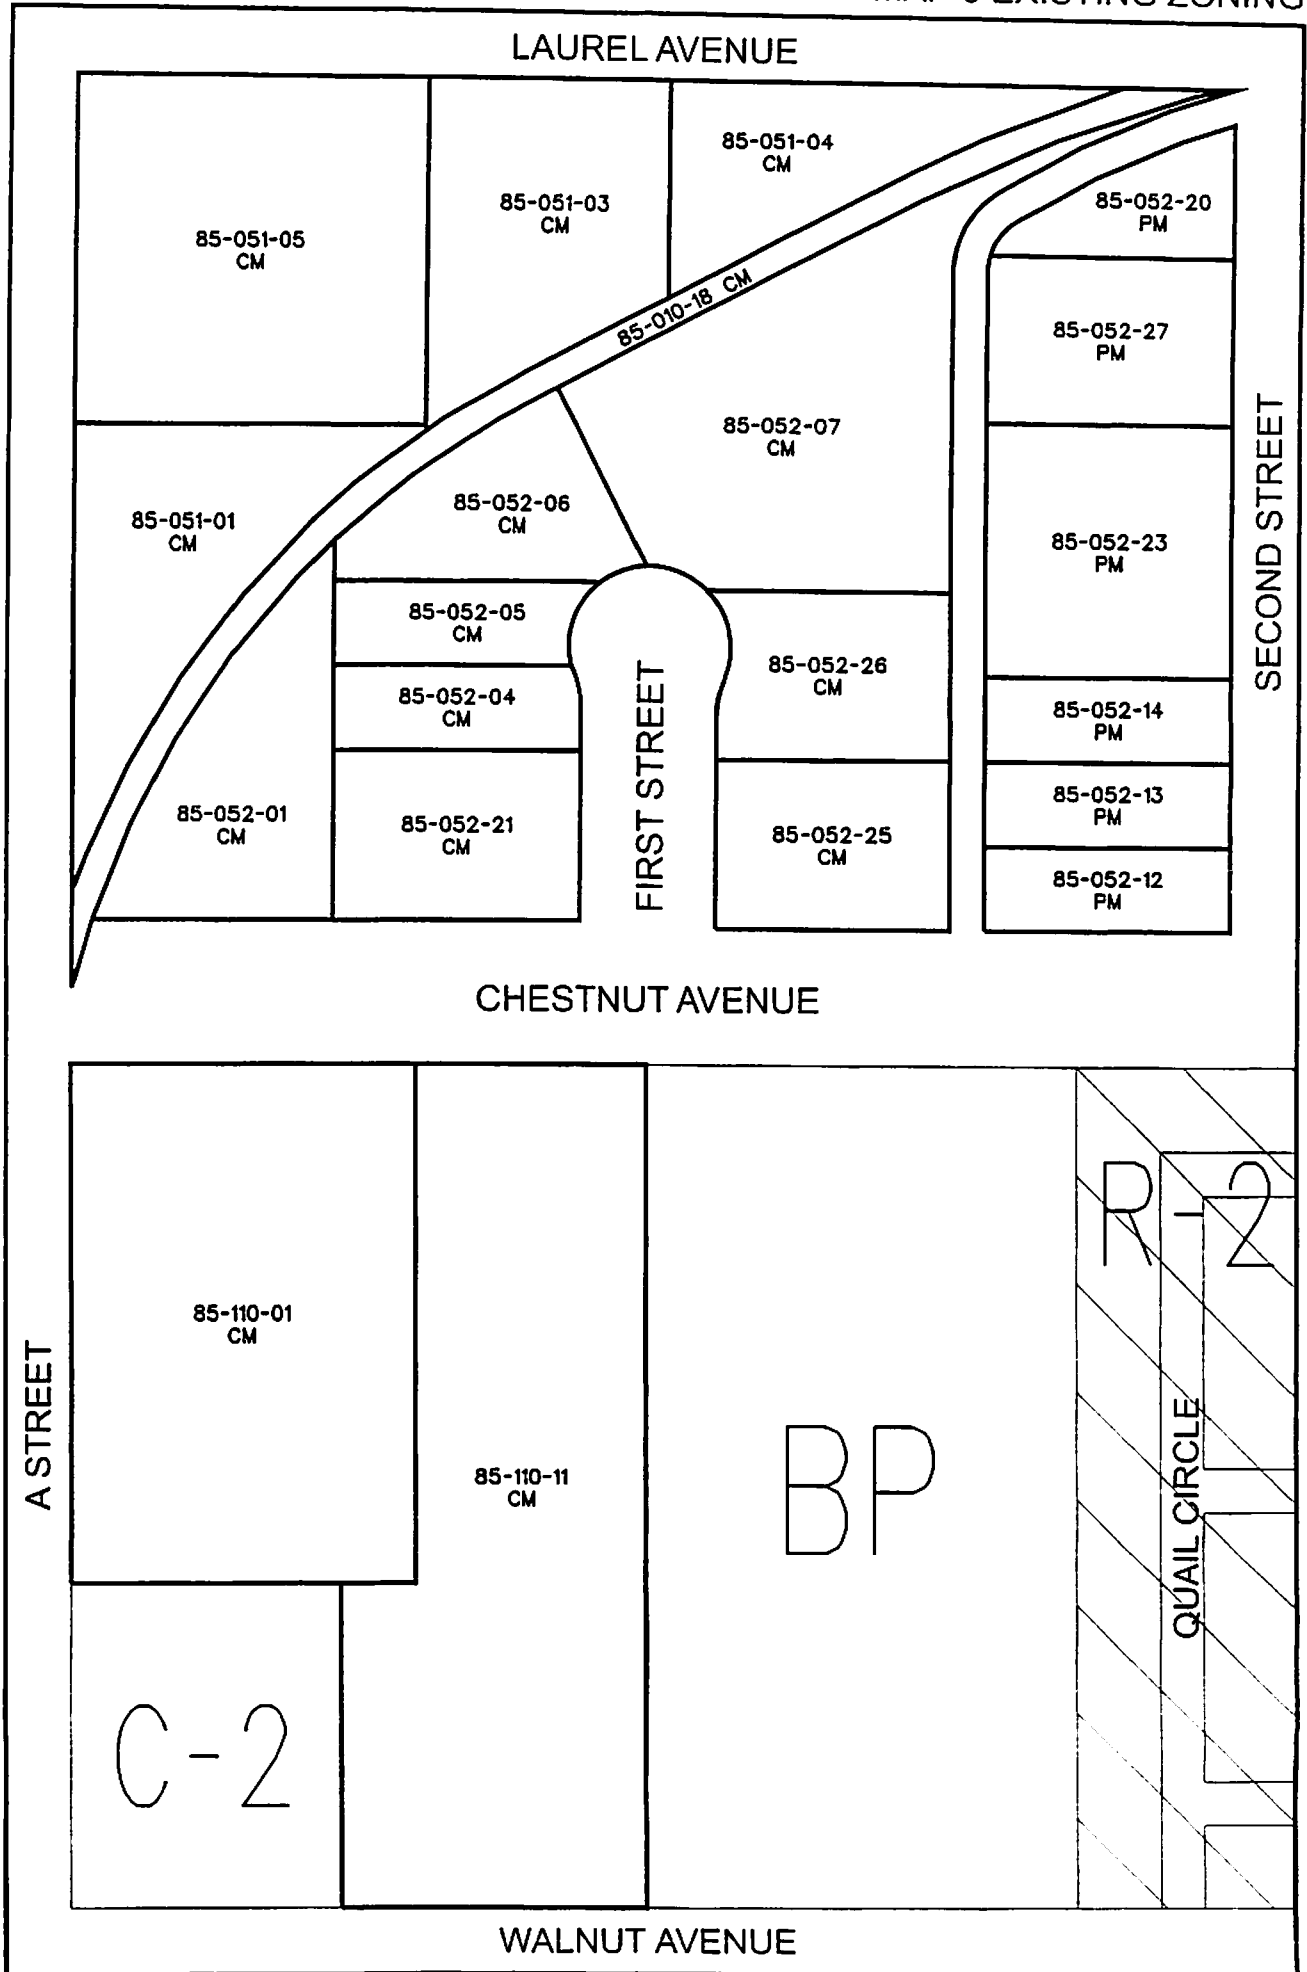 EXISTING ZONING
LAUREL AVENUE
85-051-04
CM
85-051-03
CM
85-051-05
CM
85-052-20
PM
85-010-18 CM
85-052-27
PM
85-052-07
CM
85-052-06
CM
85-051-01
CM
85-052-23
PM
SECOND STREET
85-052-05
CM
85-052-04
CM
85-052-26
CM
85-052-14
PM
85-052-01
CM
85-052-21
CM
FIRST STREET
85-052-25
CM
85-052-13
PM
85-052-12
PM
CHESTNUT AVENUE
R-2
85-110-01
CM
A STREET
85-110-11
CM
BP
QUAIL CIRCLE
C-2
WALNUT AVENUE